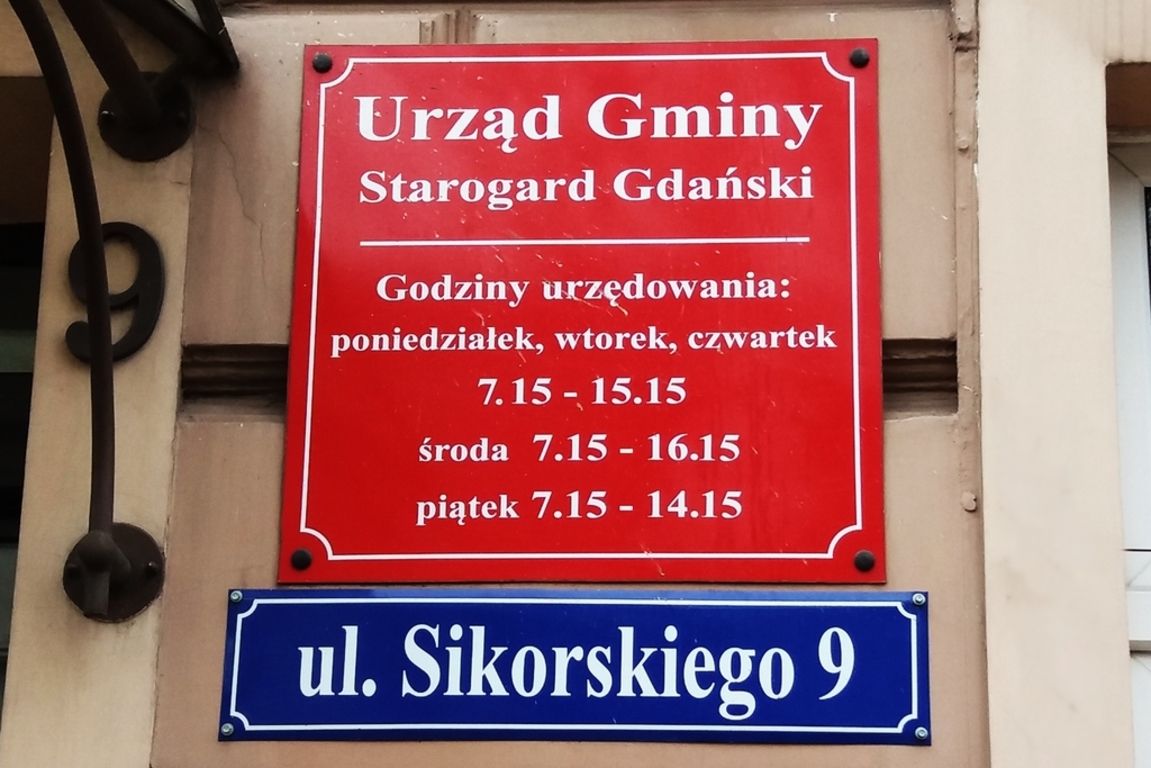 9
Urząd Gminy
Starogard Gdański
Godziny urzędowania:
poniedziałek, wtorek, czwartek
7.15 - 15.15
środa 7.15 - 16.15
piątek 7.15 - 14.15
ul. Sikorskiego 9